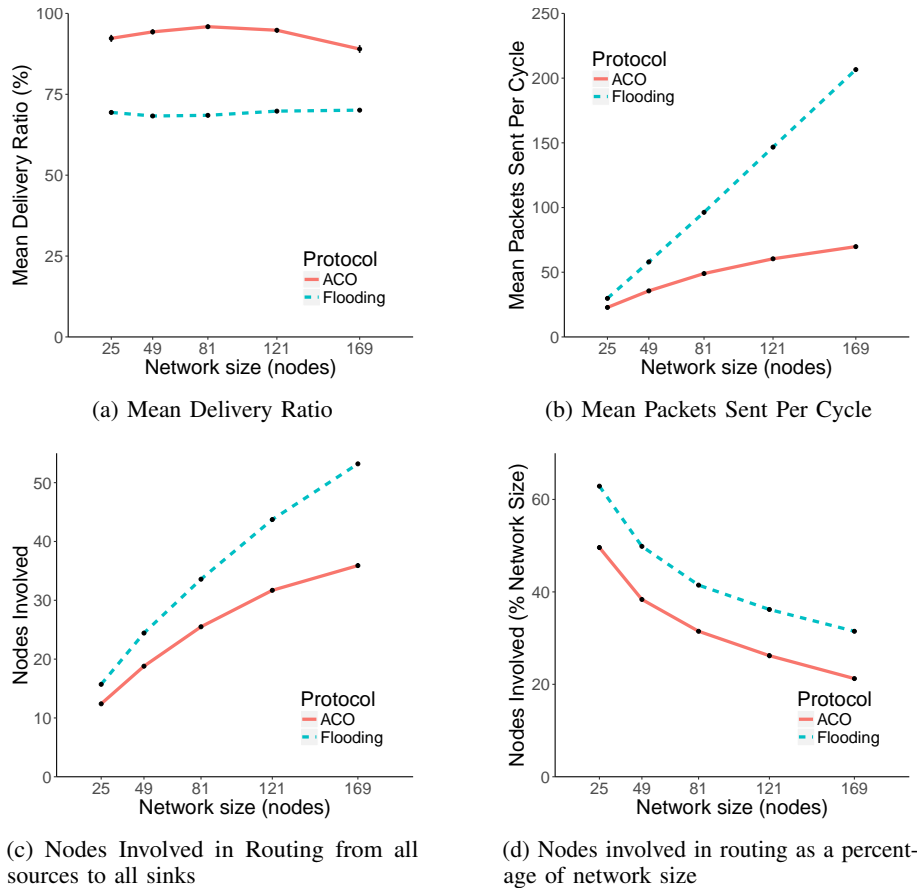 Mean Delivery Ratio (%)
100
75
50
25
0
Protocol
ACO
Flooding
25 49 81 121 169
Network size (nodes)
(a) Mean Delivery Ratio
Mean Packets Sent Per Cycle
250
200
150
100
50
0
Protocol
ACO
Flooding
25 49 81 121 169
Network size (nodes)
(b) Mean Packets Sent Per Cycle
Nodes Involved
50
40
30
20
10
0
Protocol
ACO
Flooding
25 49 81 121 169
Network size (nodes)
(c) Nodes Involved in Routing from all
sources to all sinks
Nodes Involved (% Network Size)
60
40
20
0
Protocol
ACO
Flooding
25 49 81 121 169
Network size (nodes)
(d) Nodes involved in routing as a percent-
age of network size